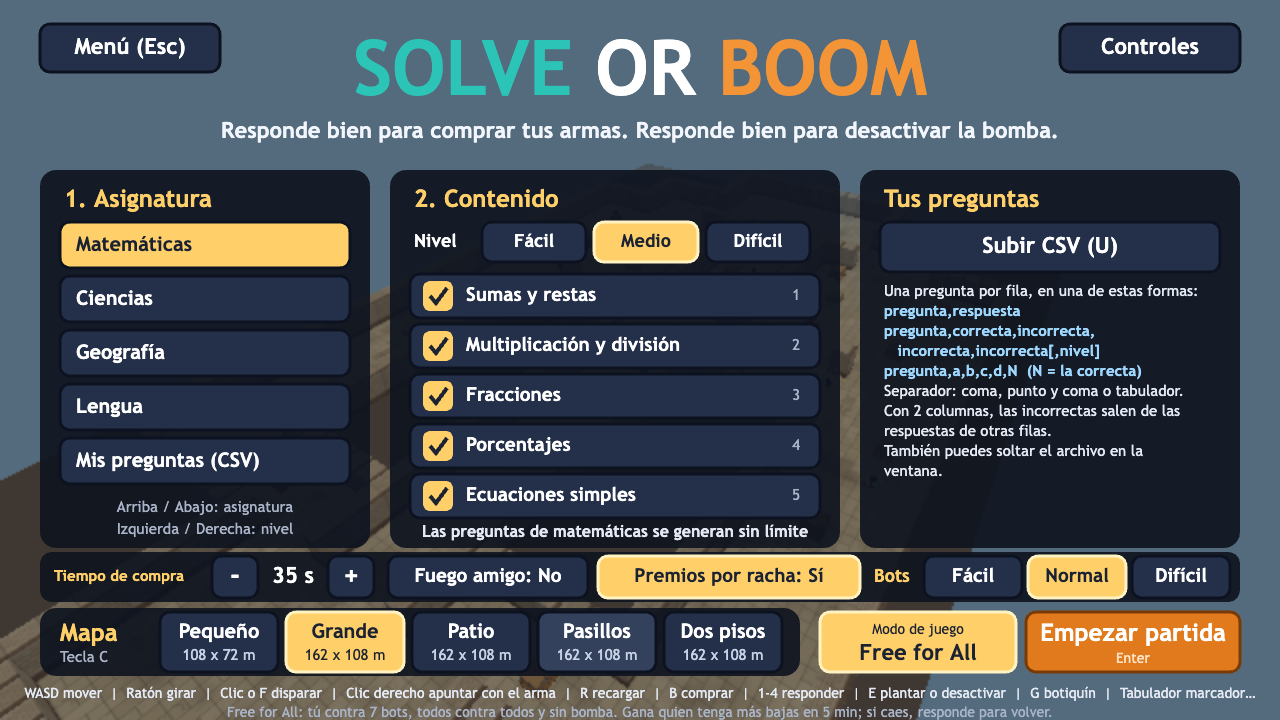 Menú (Esc)
SOLVE OR BOOM
Controles
Responde bien para comprar tus armas. Responde bien para desactivar la bomba.
1. Asignatura
Matemáticas
Ciencias
Geografía
Lengua
Mis preguntas (CSV)
Arriba / Abajo: asignatura
Izquierda / Derecha: nivel
2. Contenido
Nivel Fácil Medio Difícil
Sumas y restas 1
Multiplicación y división 2
Fracciones 3
Porcentajes 4
Ecuaciones simples 5
Las preguntas de matemáticas se generan sin límite
Tus preguntas
Subir CSV (U)
Una pregunta por fila, en una de estas formas:
pregunta,respuesta
pregunta,correcta,incorrecta,
incorrecta,incorrecta[,nivel]
pregunta,a,b,c,d,N (N = la correcta)
Separador: coma, punto y coma o tabulador.
Con 2 columnas, las incorrectas salen de las
respuestas de otras filas.
También puedes soltar el archivo en la
ventana.
Tiempo de compra - 35 s + Fuego amigo: No Premios por racha: Sí Bots Fácil Normal Difícil
Mapa
Tecla C
Pequeño
108 x 72 m
Grande
162 x 108 m
Patio
162 x 108 m
Pasillos
162 x 108 m
Dos pisos
162 x 108 m
Modo de juego
Free for All
Empezar partida
Enter
WASD mover | Ratón girar | Clic o F disparar | Clic derecho apuntar con el arma | R recargar | B comprar | 1-4 responder | E plantar o desactivar | G botiquín | Tabulador marcador...
Free for All: tú contra 7 bots, todos contra todos y sin bomba. Gana quien tenga más bajas en 5 min; si caes, responde para volver.